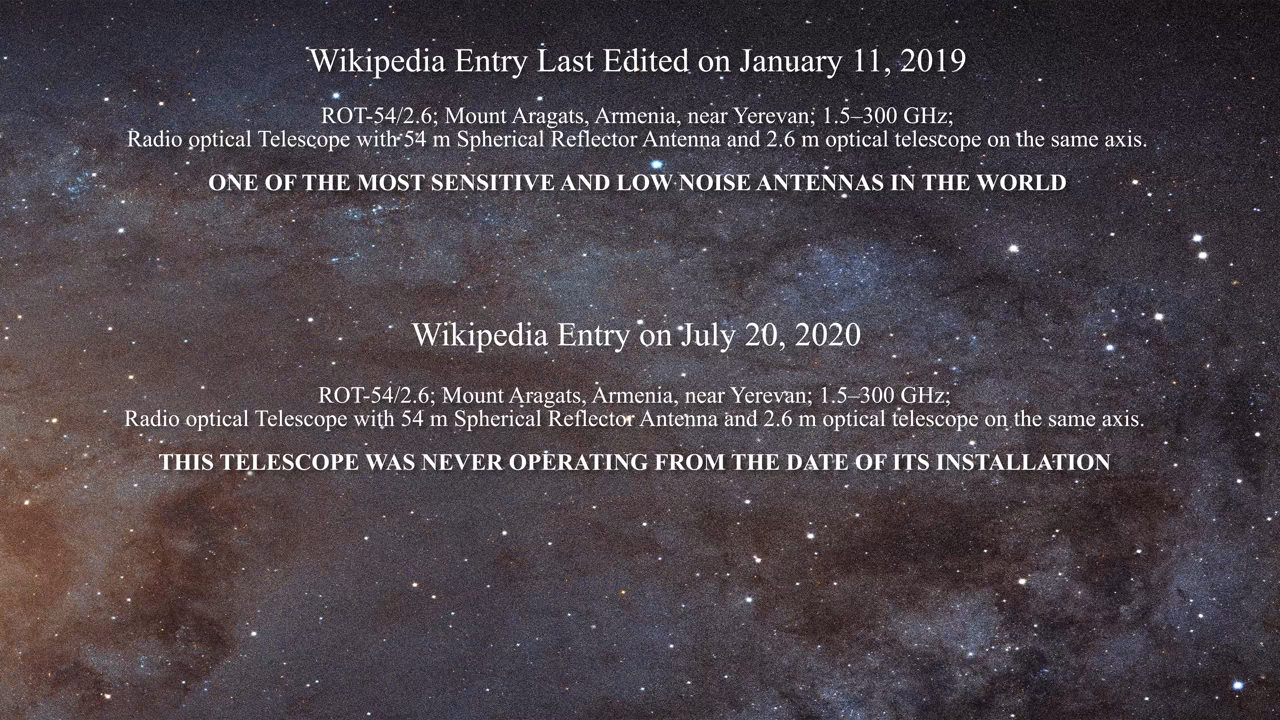 Wikipedia Entry Last Edited on January 11, 2019
ROT-54/2.6; Mount Aragats, Armenia, near Yerevan; 1.5–300 GHz;
Radio optical Telescope with 54 m Spherical Reflector Antenna and 2.6 m optical telescope on the same axis.
ONE OF THE MOST SENSITIVE AND LOW NOISE ANTENNAS IN THE WORLD
Wikipedia Entry on July 20, 2020
ROT-54/2.6; Mount Aragats, Armenia, near Yerevan; 1.5–300 GHz;
Radio optical Telescope with 54 m Spherical Reflector Antenna and 2.6 m optical telescope on the same axis.
THIS TELESCOPE WAS NEVER OPERATING FROM THE DATE OF ITS INSTALLATION